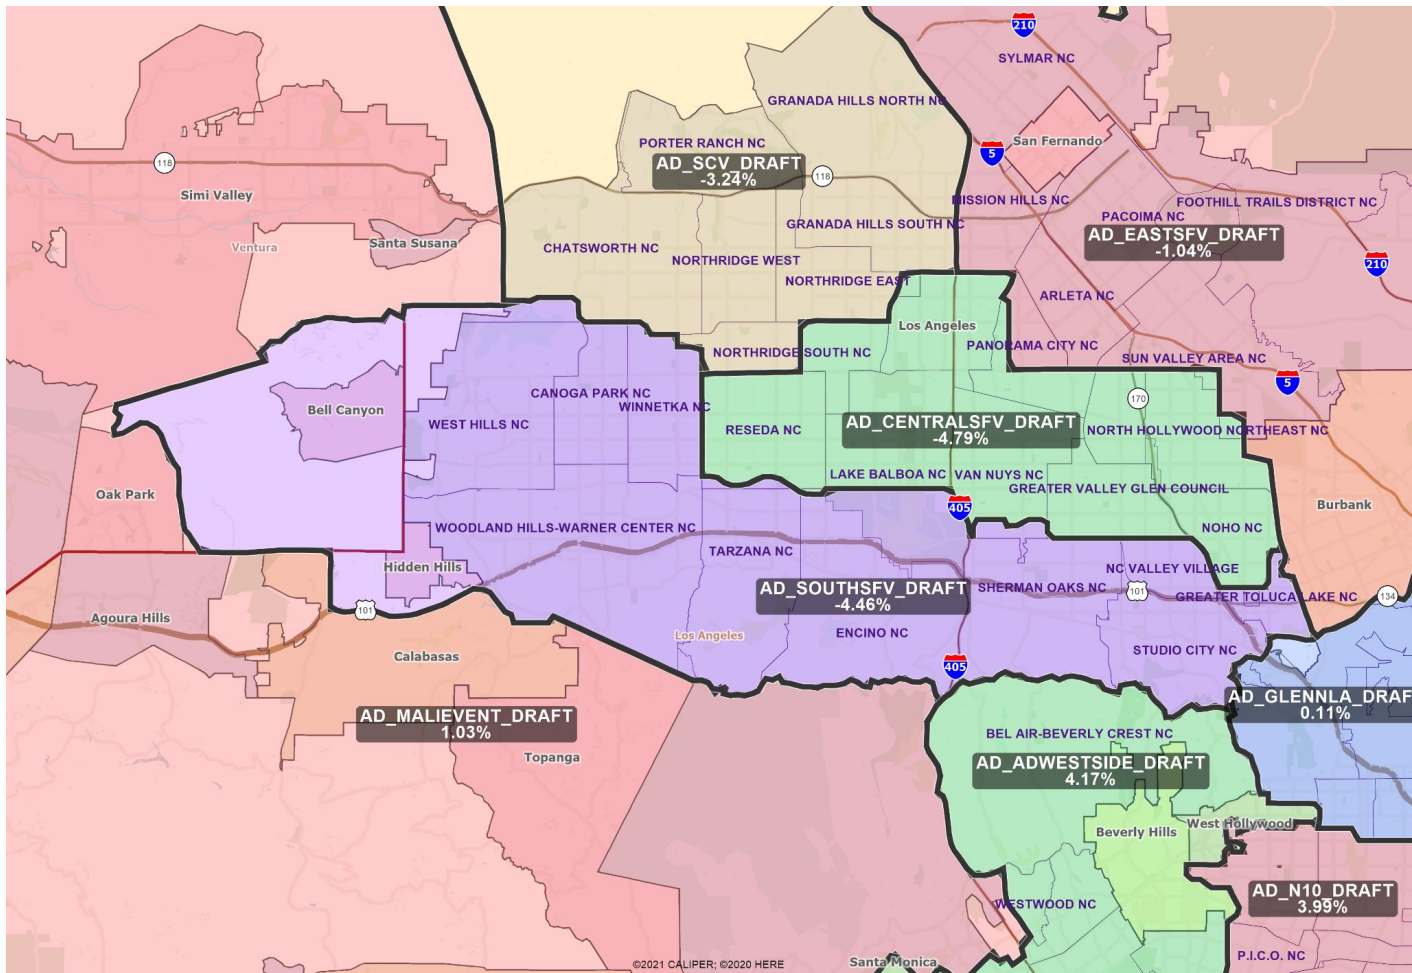 210
SYLMAR NC
GRANADA HILLS NORTH NC
PORTER RANCH NC
San Fernando
5
118
AD_SCV_DRAFT
-3.24%
118
Simi Valley
MISSION HILLS NC
FOOTHILL TRAILS DISTRICT NC
PACOIMA NC
GRANADA HILLS SOUTH NC
AD_EASTSFV_DRAFT
-1.04%
Santa Susana
Ventura
CHATSWORTH NC
NORTHRIDGE WEST
210
NORTHRIDGE EAST
ARLETA NC
Los Angeles
PANORAMA CITY NC
NORTHRIDGE SOUTH NC
SUN VALLEY AREA NC
5
CANOGA PARK NC
WINNETKA NC
170
Bell Canyon
WEST HILLS NC
RESEDA NC
AD_CENTRALSFV_DRAFT
-4.79%
NORTH HOLLYWOOD NORTHEAST NC
LAKE BALBOA NC
VAN NUYS NC
GREATER VALLEY GLEN COUNCIL
Oak Park
405
Burbank
WOODLAND HILLS-WARNER CENTER NC
NOHO NC
TARZANA NC
Hidden Hills
NC VALLEY VILLAGE
AD_SOUTHSFV_DRAFT
-4.46%
SHERMAN OAKS NC
101
GREATER TOLUCA LAKE NC
134
101
Agoura Hills
Los Angeles
ENCINO NC
STUDIO CITY NC
Calabasas
405
AD_GLENNLA_DRAF
0.11%
AD_MALIEVENT_DRAFT
1.03%
BEL AIR-BEVERLY CREST NC
Topanga
AD_ADWESTSIDE_DRAFT
4.17%
West Hollywood
Beverly Hills
AD_N10_DRAFT
3.99%
WESTWOOD NC
P.I.C.O. NC
Santa Monica
©2021 CALIPER; ©2020 HERE